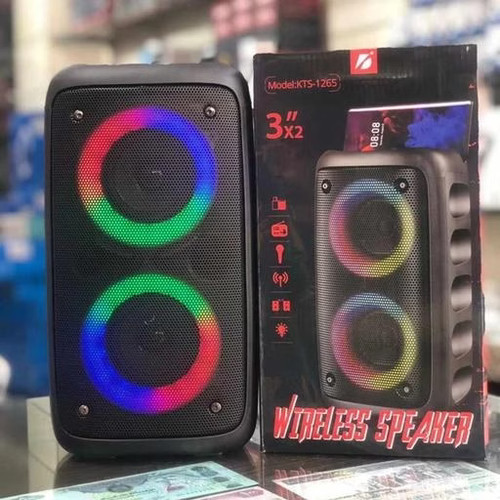 Model:KTS-1265
3"
X2
08:08
WIRELESS SPEAKER